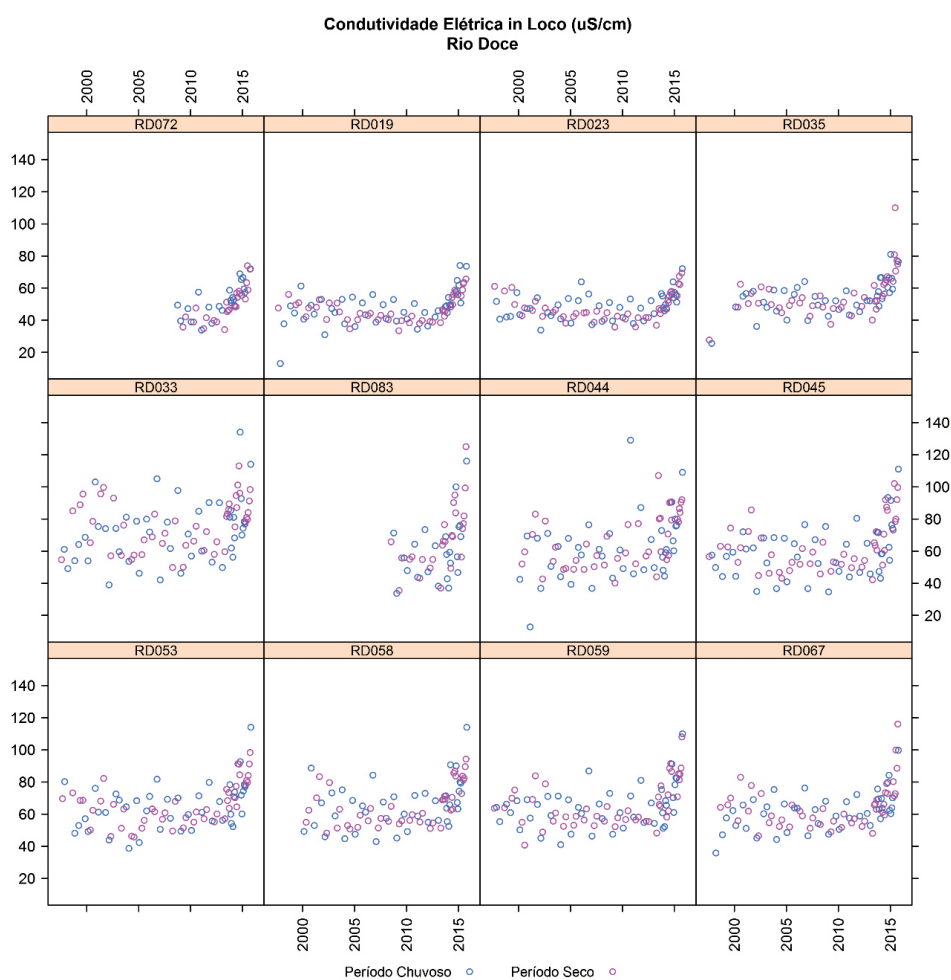 Condutividade Elétrica in Loco (uS/cm)
Rio Doce
2000 2005 2010 2015 2000 2005 2010 2015
RD072 RD019 RD023 RD035
140
120
100
80
60
40
20
RD033 RD083 RD044 RD045
140
120
100
80
60
40
20
RD053 RD058 RD059 RD067
140
120
100
80
60
40
20
2000 2005 2010 2015 2000 2005 2010 2015
Período Chuvoso Período Seco